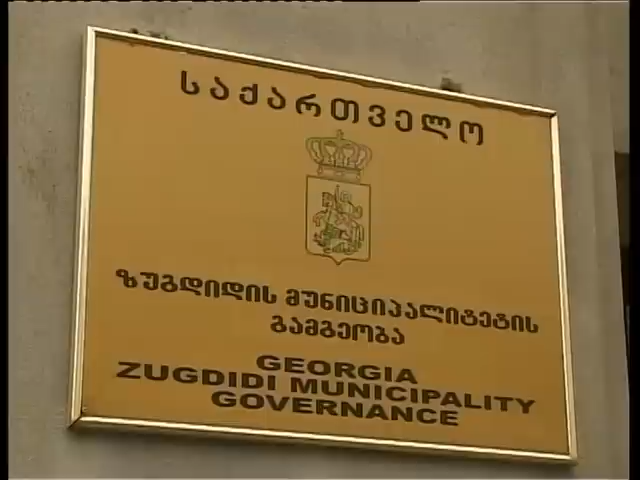 საქართველო
ზუგდიდის მუნიციპალიტეტის
გამგეობა
GEORGIA
ZUGDIDI MUNICIPALITY
GOVERNANCE